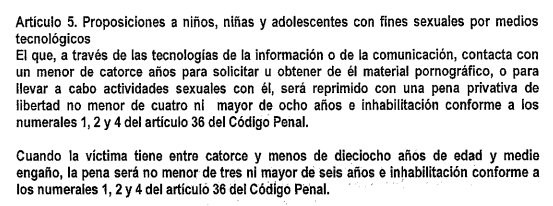 Artículo 5. Proposiciones a niños, niñas y adolescentes con fines sexuales por medios
tecnológicos
El que, a través de las tecnologías de la información o de la comunicación, contacta con
un menor de catorce años para solicitar u obtener de él material pornográfico, o para
llevar a cabo actividades sexuales con él, será reprimido con una pena privativa de
libertad no menor de cuatro ni mayor de ocho años e inhabilitación conforme a los
numerales 1, 2 y 4 del artículo 36 del Código Penal.
Cuando la víctima tiene entre catorce y menos de dieciocho años de edad y medie
engaño, la pena será no menor de tres ni mayor de seis años e inhabilitación conforme a
los numerales 1, 2 y 4 del artículo 36 del Código Penal.